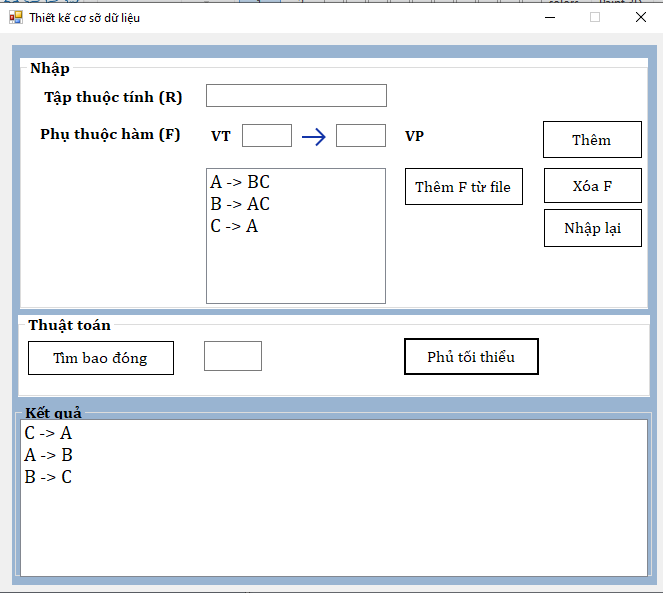 Thiết kế cơ sỡ dữ liệu
Nhập
Tập thuộc tính (R)
Phụ thuộc hàm (F) VT VP
Thêm
A -> BC
B -> AC
C -> A
Thêm F từ file
Xóa F
Nhập lại
Thuật toán
Tìm bao đóng
Phủ tối thiểu
Kết quả
C -> A
A -> B
B -> C